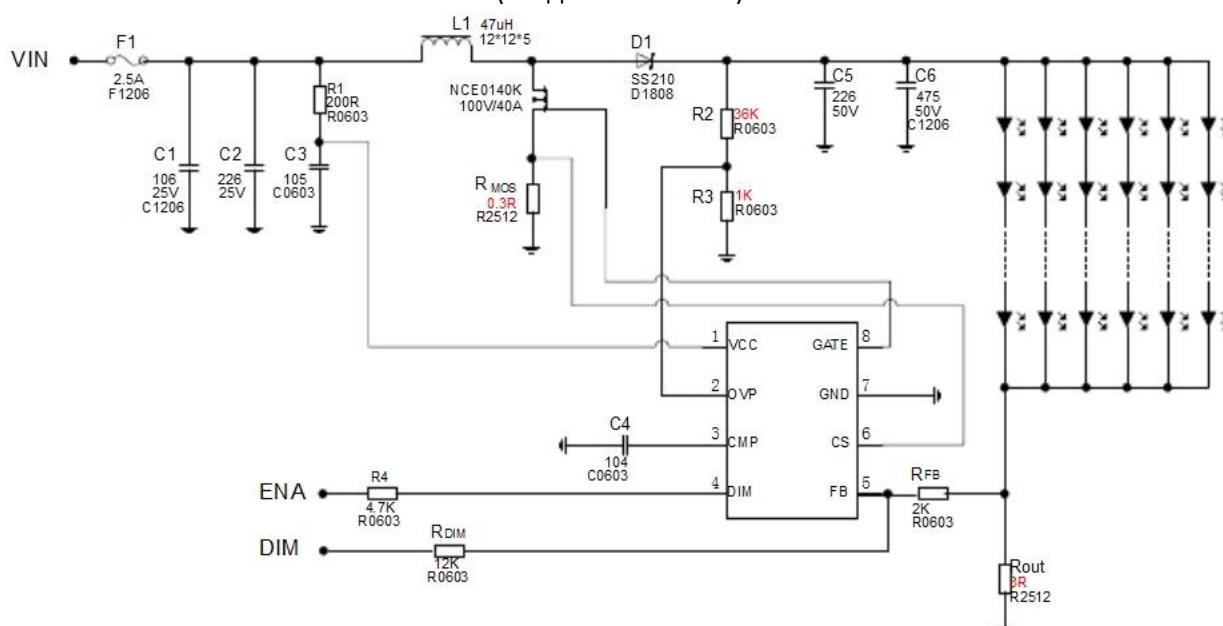 VIN
F1
2.5A
F1206
L1 47uH
12*12*5
D1
SS210
D1808
NCE0140K
100V/40A
R1
200R
R0603
C1
106
25V
C1206
C2
226
25V
C3
105
C0603
R MOS
0.3R
R2512
R2 36K
R0603
R3 1K
R0603
C5
226
50V
C6
475
50V
C1206
1 VCC
2 OVP
3 CMP
4 DIM
GATE 8
GND 7
CS 6
FB 5
C4
104
C0603
ENA
R4
4.7K
R0603
DIM
RDIM
12K
R0603
RFB
2K
R0603
Rout
3R
R2512